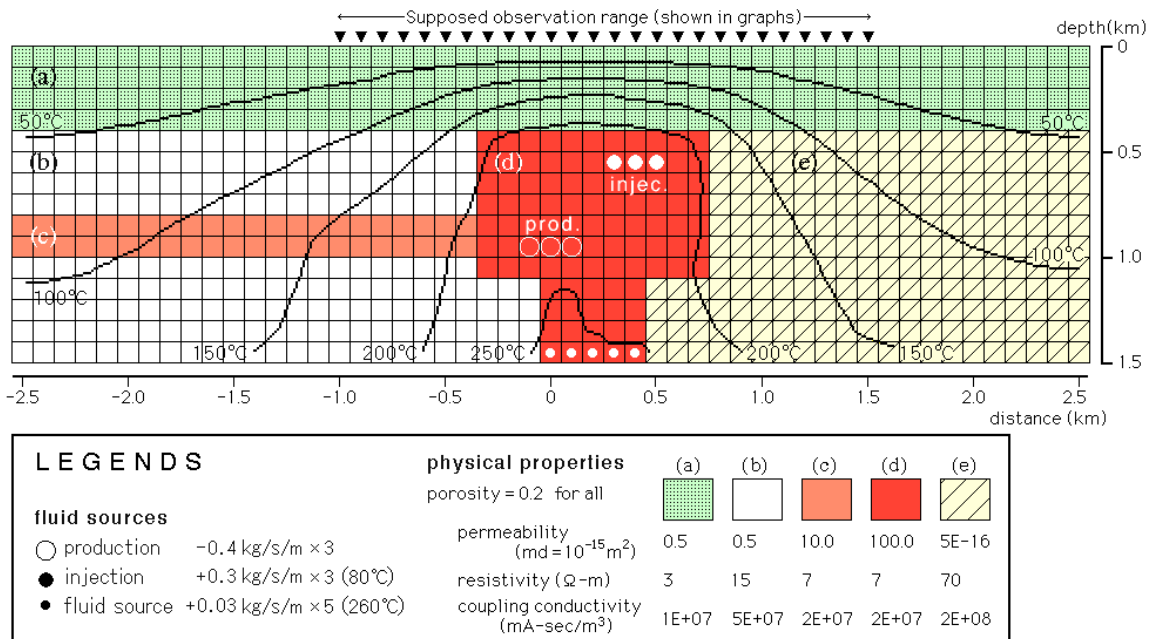 Supposed observation range (shown in graphs)
depth(km)
0
(a)
50°C
50°C
(b)
(d)
(e)
0.5
injec.
prod.
(c)
1.0
100°C
100°C
150°C
200°C
250°C
200°C
150°C
1.5
-2.5 -2.0 -1.5 -1.0 -0.5 0 0.5 1.0 1.5 2.0 2.5
distance (km)
LEGENDS
physical properties
(a) (b) (c) (d) (e)
porosity = 0.2 for all
fluid sources
permeability
(md = 10⁻¹⁵m²)
0.5 0.5 10.0 100.0 5E-16
production -0.4 kg/s/m ×3
injection +0.3 kg/s/m ×3 (80°C)
resistivity (Ω-m) 3 15 7 7 70
fluid source +0.03 kg/s/m ×5 (260°C)
coupling conductivity
(mA-sec/m³)
1E+07 5E+07 2E+07 2E+07 2E+08